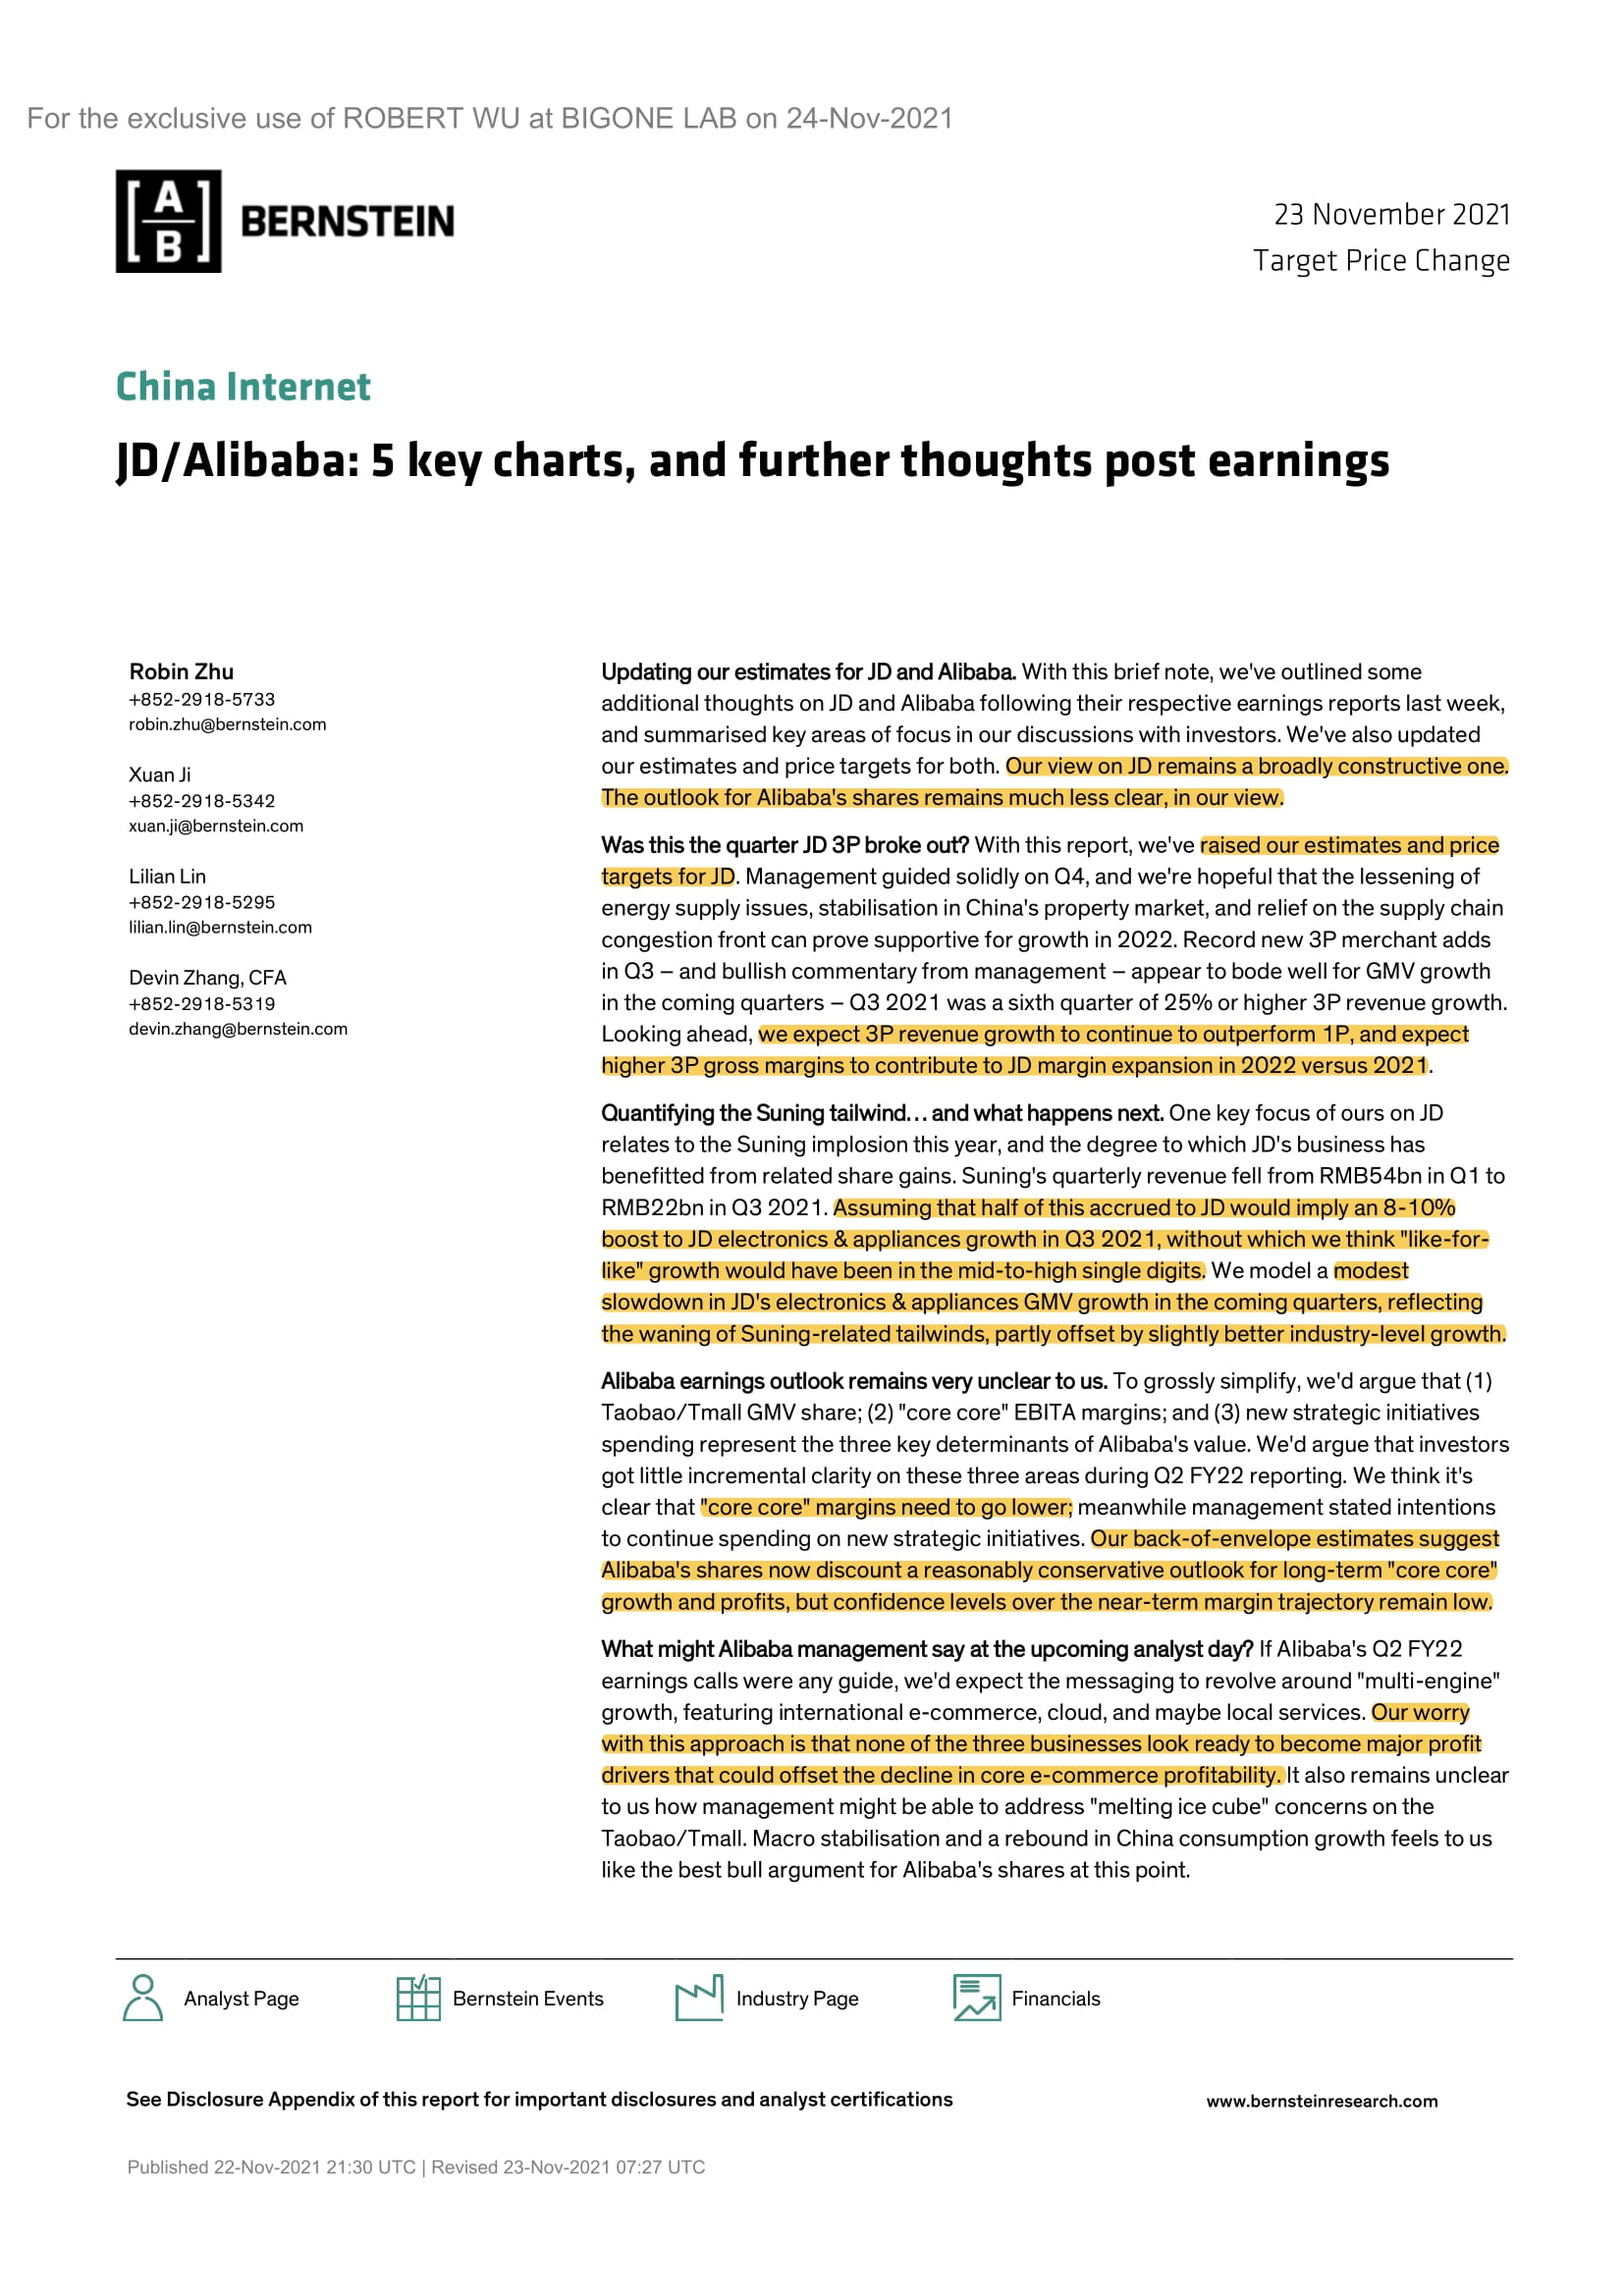 For the exclusive use of ROBERT WU at BIGONE LAB on 24-Nov-2021
[A
B] BERNSTEIN
23 November 2021
Target Price Change
China Internet
JD/Alibaba: 5 key charts, and further thoughts post earnings
Robin Zhu
+852-2918-5733
robin.zhu@bernstein.com
Xuan Ji
+852-2918-5342
xuan.ji@bernstein.com
Lilian Lin
+852-2918-5295
lilian.lin@bernstein.com
Devin Zhang, CFA
+852-2918-5319
devin.zhang@bernstein.com
Updating our estimates for JD and Alibaba. With this brief note, we've outlined some
additional thoughts on JD and Alibaba following their respective earnings reports last week,
and summarised key areas of focus in our discussions with investors. We've also updated
our estimates and price targets for both. Our view on JD remains a broadly constructive one.
The outlook for Alibaba's shares remains much less clear, in our view.
Was this the quarter JD 3P broke out? With this report, we've raised our estimates and price
targets for JD. Management guided solidly on Q4, and we're hopeful that the lessening of
energy supply issues, stabilisation in China's property market, and relief on the supply chain
congestion front can prove supportive for growth in 2022. Record new 3P merchant adds
in Q3 – and bullish commentary from management – appear to bode well for GMV growth
in the coming quarters – Q3 2021 was a sixth quarter of 25% or higher 3P revenue growth.
Looking ahead, we expect 3P revenue growth to continue to outperform 1P, and expect
higher 3P gross margins to contribute to JD margin expansion in 2022 versus 2021.
Quantifying the Suning tailwind... and what happens next. One key focus of ours on JD
relates to the Suning implosion this year, and the degree to which JD's business has
benefitted from related share gains. Suning's quarterly revenue fell from RMB54bn in Q1 to
RMB22bn in Q3 2021. Assuming that half of this accrued to JD would imply an 8-10%
boost to JD electronics & appliances growth in Q3 2021, without which we think "like-for-
like" growth would have been in the mid-to-high single digits. We model a modest
slowdown in JD's electronics & appliances GMV growth in the coming quarters, reflecting
the waning of Suning-related tailwinds, partly offset by slightly better industry-level growth.
Alibaba earnings outlook remains very unclear to us. To grossly simplify, we'd argue that (1)
Taobao/Tmall GMV share; (2) "core core" EBITA margins; and (3) new strategic initiatives
spending represent the three key determinants of Alibaba's value. We'd argue that investors
got little incremental clarity on these three areas during Q2 FY22 reporting. We think it's
clear that "core core" margins need to go lower; meanwhile management stated intentions
to continue spending on new strategic initiatives. Our back-of-envelope estimates suggest
Alibaba's shares now discount a reasonably conservative outlook for long-term "core core"
growth and profits, but confidence levels over the near-term margin trajectory remain low.
What might Alibaba management say at the upcoming analyst day? If Alibaba's Q2 FY22
earnings calls were any guide, we'd expect the messaging to revolve around "multi-engine"
growth, featuring international e-commerce, cloud, and maybe local services. Our worry
with this approach is that none of the three businesses look ready to become major profit
drivers that could offset the decline in core e-commerce profitability. It also remains unclear
to us how management might be able to address "melting ice cube" concerns on the
Taobao/Tmall. Macro stabilisation and a rebound in China consumption growth feels to us
like the best bull argument for Alibaba's shares at this point.
Analyst Page
Bernstein Events
Industry Page
Financials
See Disclosure Appendix of this report for important disclosures and analyst certifications
www.bernsteinresearch.com
Published 22-Nov-2021 21:30 UTC | Revised 23-Nov-2021 07:27 UTC